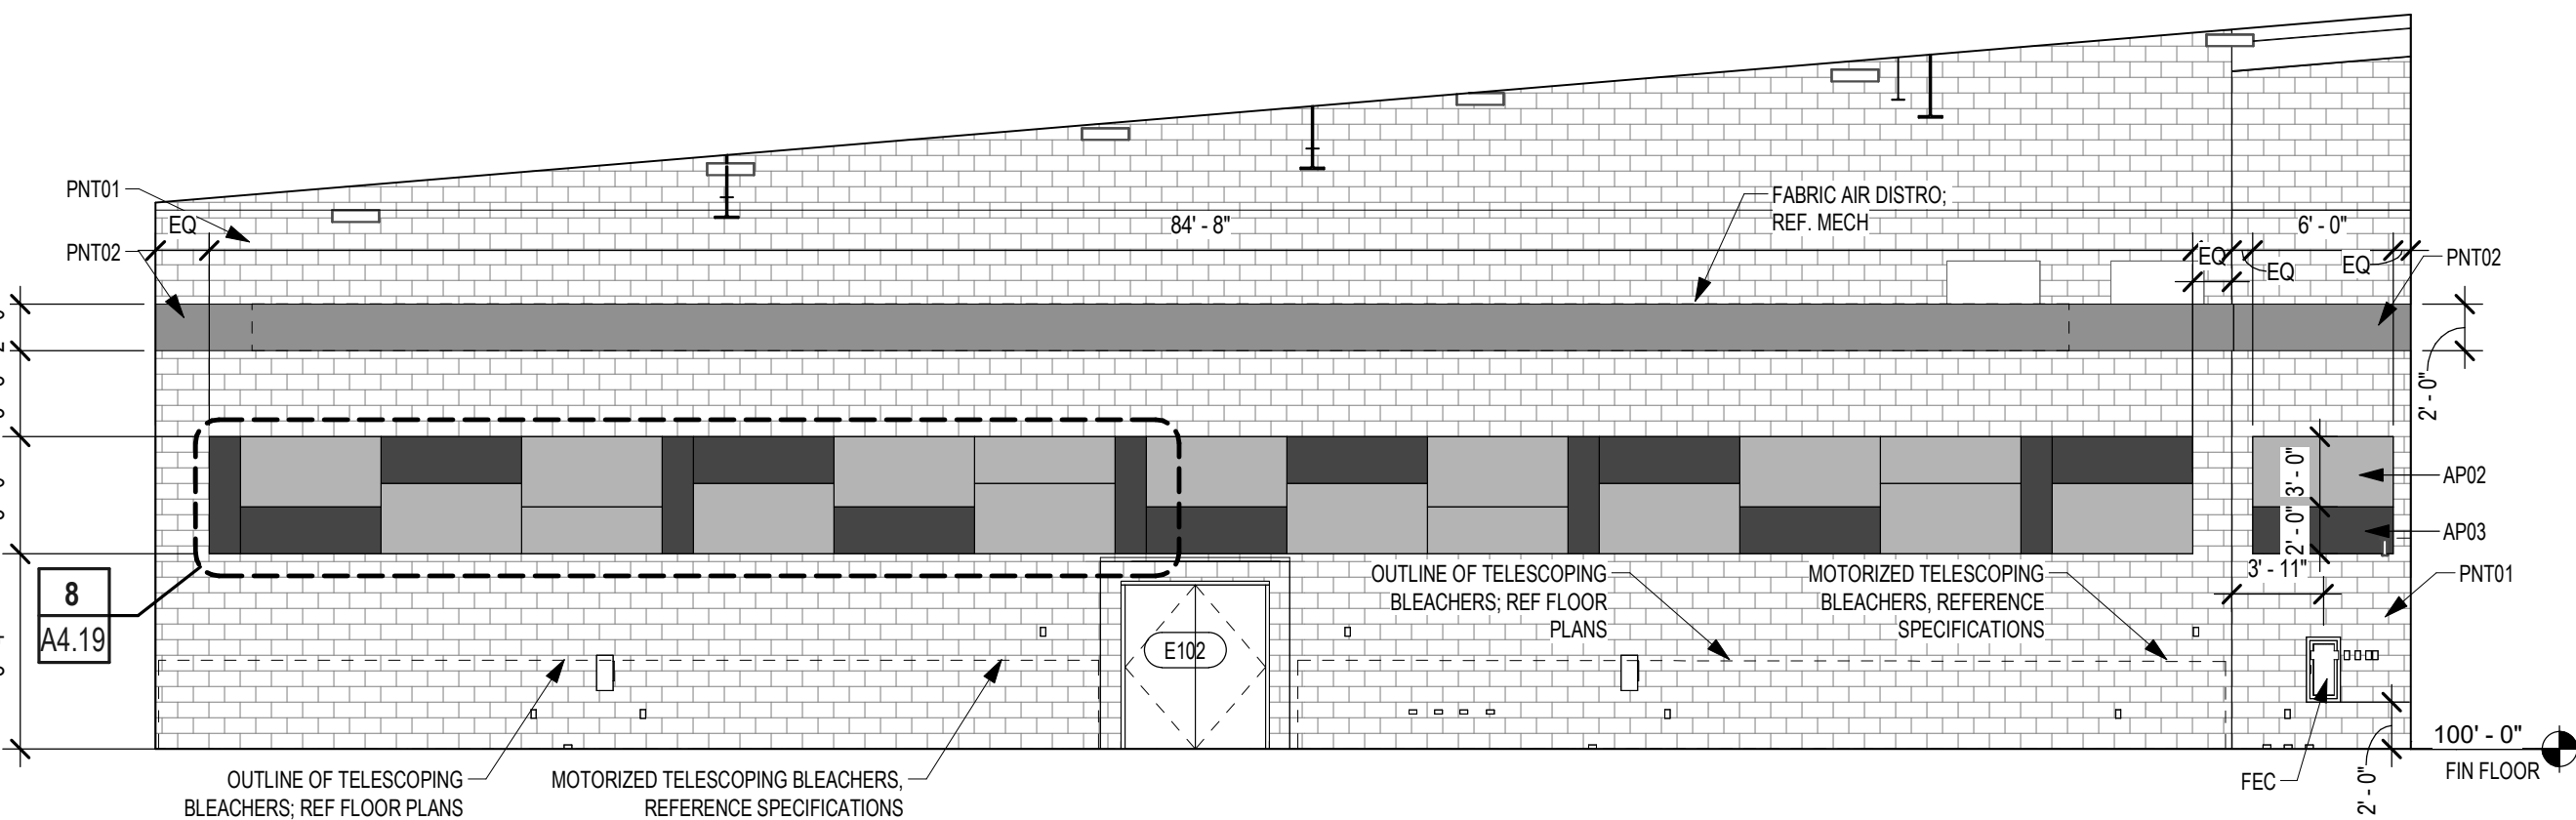 PNT01
EQ
PNT02
84' - 8"
FABRIC AIR DISTRO;
REF. MECH
6' - 0"
EQ
EQ
EQ
PNT02
2' - 0"
3' - 0"
AP02
2' - 0"
AP03
3' - 11"
PNT01
8
A4.19
OUTLINE OF TELESCOPING
BLEACHERS; REF FLOOR
PLANS
MOTORIZED TELESCOPING
BLEACHERS, REFERENCE
SPECIFICATIONS
E102
100' - 0"
FIN FLOOR
FEC
2' - 0"
OUTLINE OF TELESCOPING
BLEACHERS; REF FLOOR PLANS
MOTORIZED TELESCOPING BLEACHERS,
REFERENCE SPECIFICATIONS